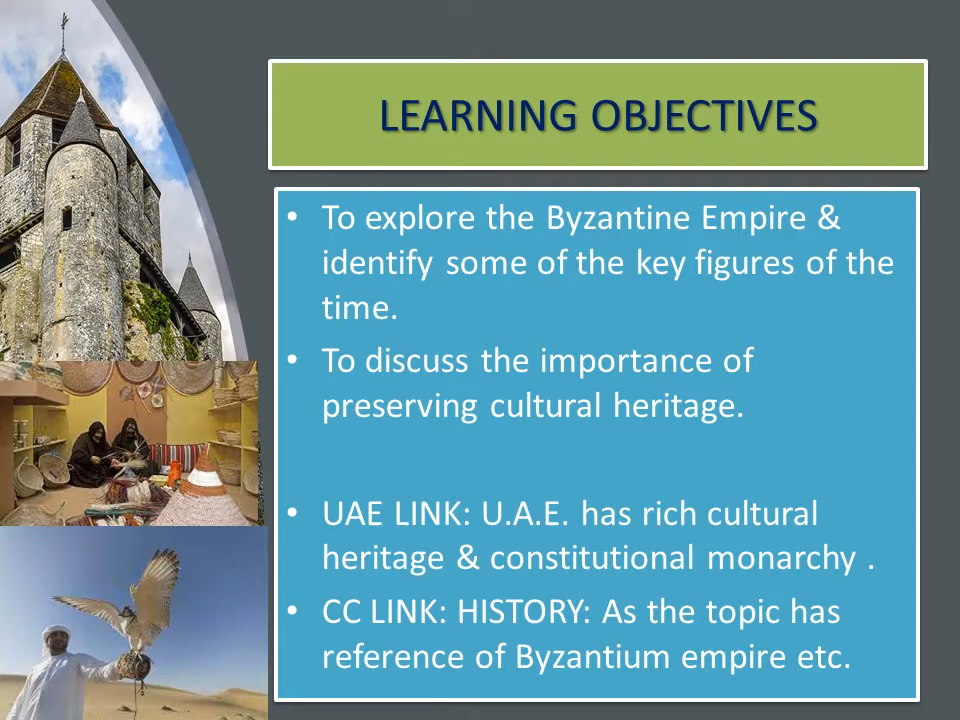 LEARNING OBJECTIVES
• To explore the Byzantine Empire &
identify some of the key figures of the
time.
• To discuss the importance of
preserving cultural heritage.
• UAE LINK: U.A.E. has rich cultural
heritage & constitutional monarchy .
• CC LINK: HISTORY: As the topic has
reference of Byzantium empire etc.